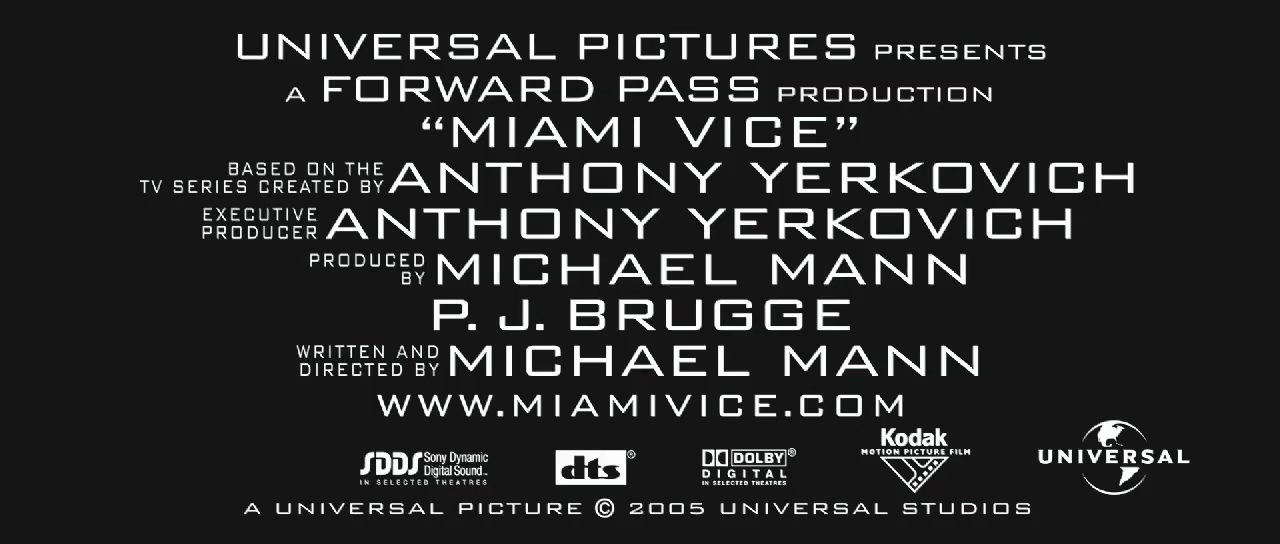 UNIVERSAL PICTURES PRESENTS
A FORWARD PASS PRODUCTION
“MIAMI VICE”
BASED ON THE
TV SERIES CREATED BY ANTHONY YERKOVICH
EXECUTIVE
PRODUCER ANTHONY YERKOVICH
PRODUCED
BY MICHAEL MANN
P. J. BRUGGE
WRITTEN AND
DIRECTED BY MICHAEL MANN
WWW.MIAMIVICE.COM
SDDS Sony Dynamic
Digital Sound™
IN SELECTED THEATRES
dts®
DOLBY®
DIGITAL
IN SELECTED THEATRES
Kodak
MOTION PICTURE FILM
UNIVERSAL
A UNIVERSAL PICTURE © 2005 UNIVERSAL STUDIOS